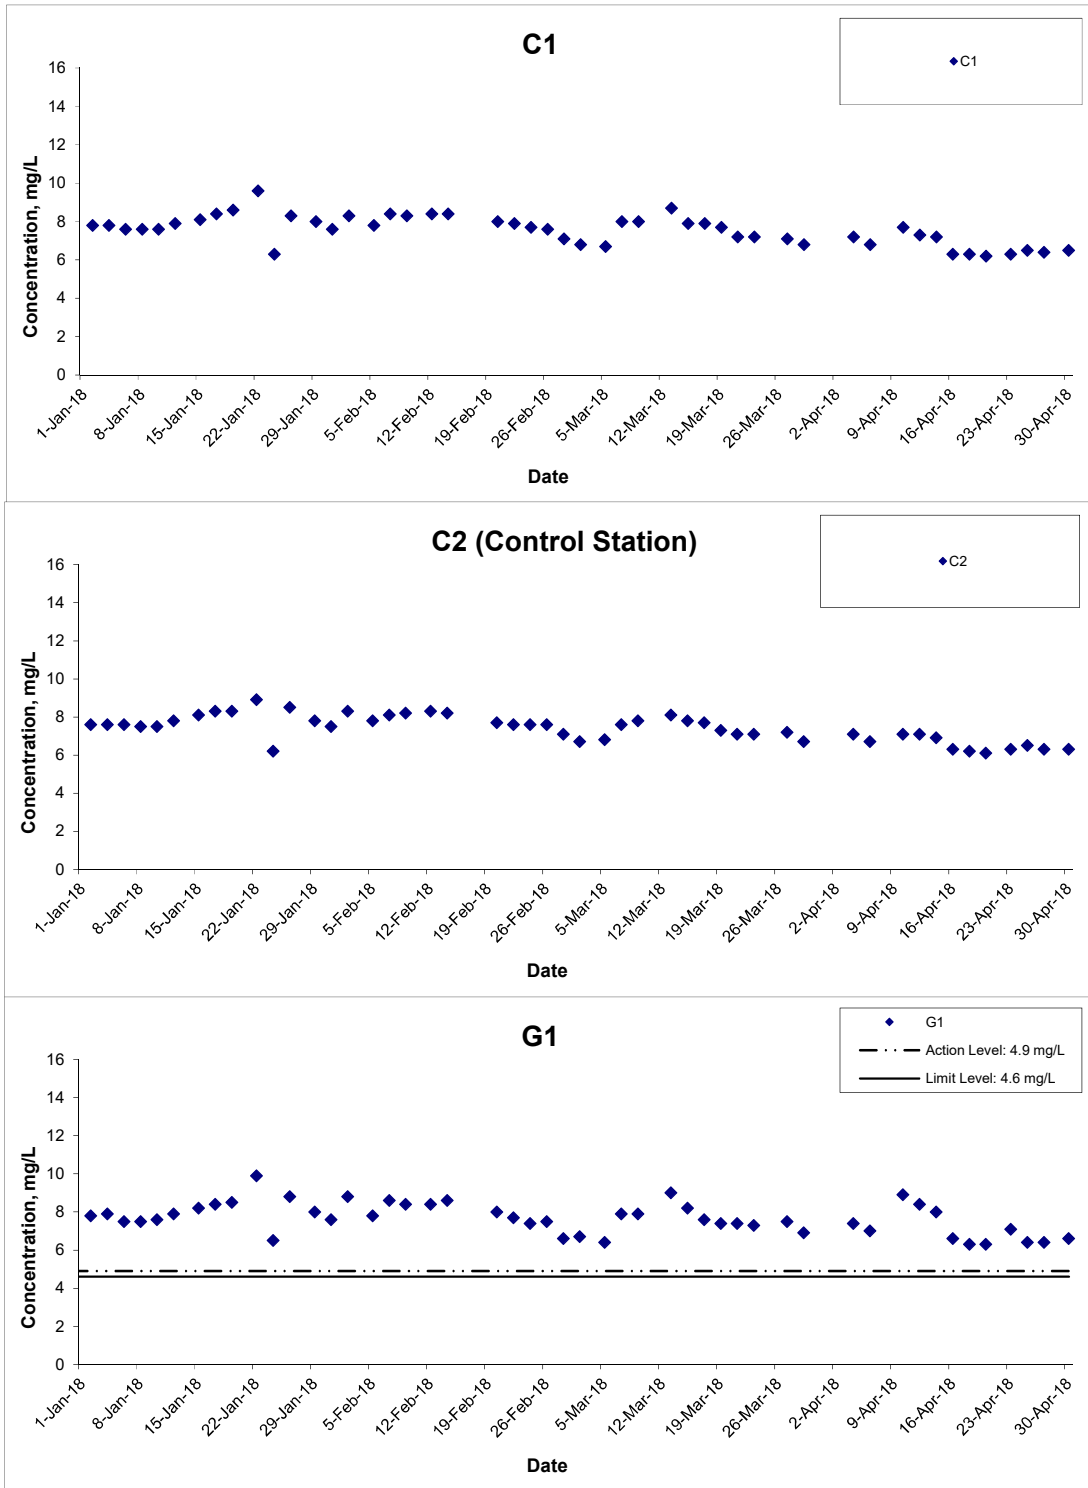 C1
C1
16
14
12
10
8
6
4
2
0
Concentration, mg/L
1-Jan-18
8-Jan-18
15-Jan-18
22-Jan-18
29-Jan-18
5-Feb-18
12-Feb-18
19-Feb-18
26-Feb-18
5-Mar-18
12-Mar-18
19-Mar-18
26-Mar-18
2-Apr-18
9-Apr-18
16-Apr-18
23-Apr-18
30-Apr-18
Date
C2 (Control Station)
C2
16
14
12
10
8
6
4
2
0
Concentration, mg/L
1-Jan-18
8-Jan-18
15-Jan-18
22-Jan-18
29-Jan-18
5-Feb-18
12-Feb-18
19-Feb-18
26-Feb-18
5-Mar-18
12-Mar-18
19-Mar-18
26-Mar-18
2-Apr-18
9-Apr-18
16-Apr-18
23-Apr-18
30-Apr-18
Date
G1
G1
Action Level: 4.9 mg/L
Limit Level: 4.6 mg/L
16
14
12
10
8
6
4
2
0
Concentration, mg/L
1-Jan-18
8-Jan-18
15-Jan-18
22-Jan-18
29-Jan-18
5-Feb-18
12-Feb-18
19-Feb-18
26-Feb-18
5-Mar-18
12-Mar-18
19-Mar-18
26-Mar-18
2-Apr-18
9-Apr-18
16-Apr-18
23-Apr-18
30-Apr-18
Date